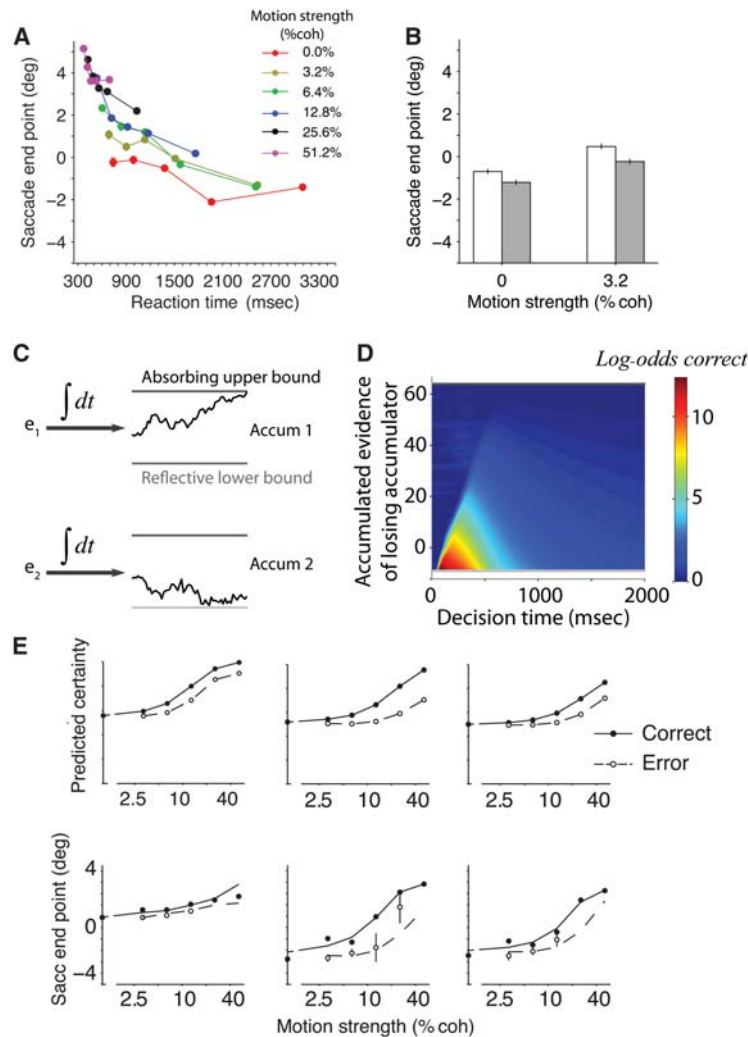 A
Motion strength
(%coh)
0.0%
3.2%
6.4%
12.8%
25.6%
51.2%
Saccade end point (deg)
4
2
0
−2
−4
300 900 1500 2100 2700 3300
Reaction time (msec)
B
Saccade end point (deg)
4
2
0
−2
−4
0 3.2
Motion strength (% coh)
C
∫ dt
e1
Absorbing upper bound
Accum 1
Reflective lower bound
∫ dt
e2
Accum 2
D
Log-odds correct
Accumulated evidence
of losing accumulator
60
40
20
0
0 1000 2000
Decision time (msec)
10
5
0
E
Predicted certainty
2.5 10 40
2.5 10 40
2.5 10 40
Correct
Error
Sacc end point (deg)
4
0
−4
2.5 10 40
2.5 10 40
2.5 10 40
Motion strength (% coh)